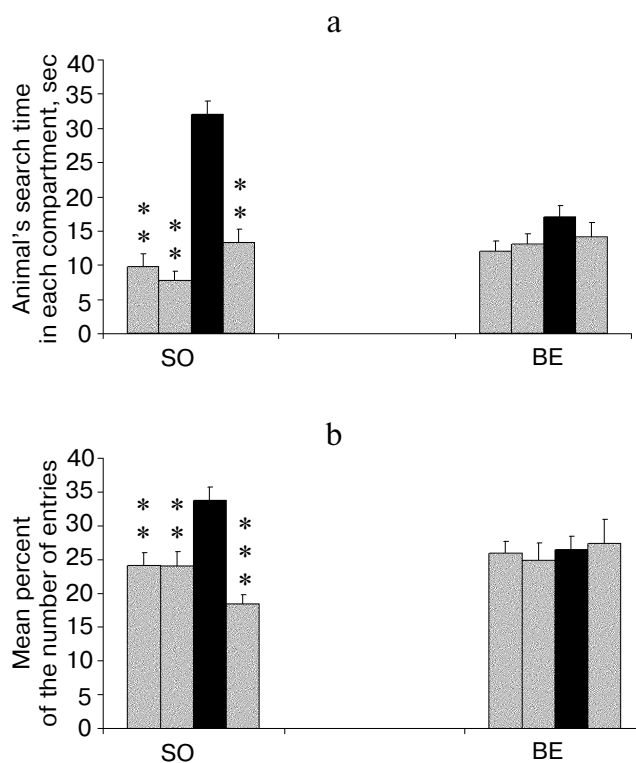 a
Animal's search time
in each compartment, sec
40
35
30
25
20
15
10
5
0
* *
* *
* *
SO
BE
b
Mean percent
of the number of entries
40
35
30
25
20
15
10
5
0
* *
* *
* * *
SO
BE